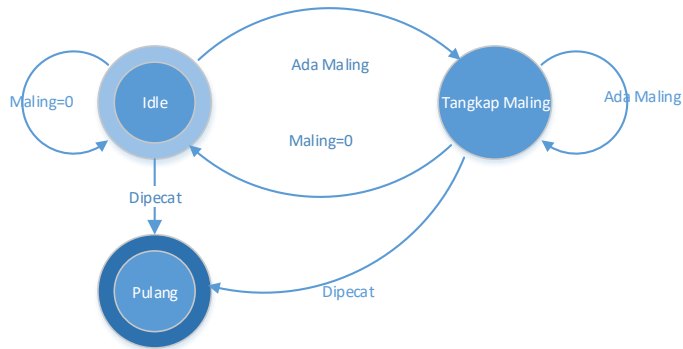 Ada Maling
Maling=0
Idle
Tangkap Maling
Ada Maling
Maling=0
Dipecat
Pulang
Dipecat